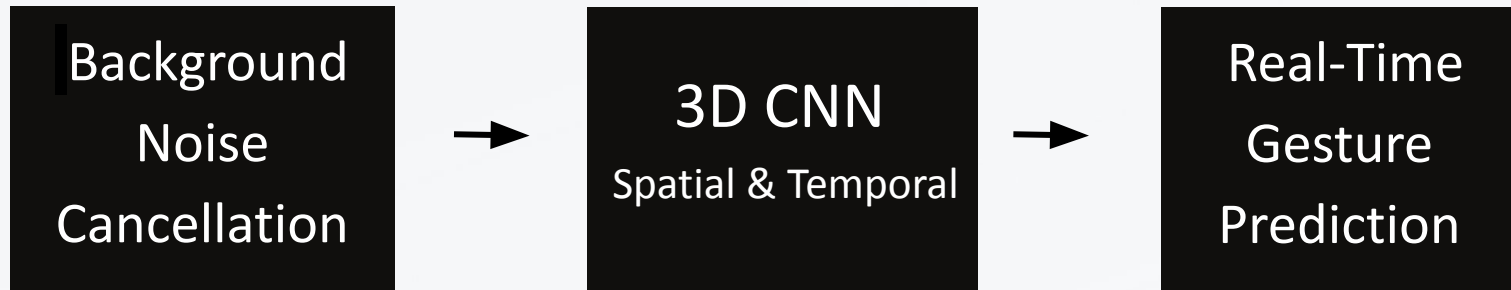 Background
Noise
Cancellation
3D CNN
Spatial & Temporal
Real-Time
Gesture
Prediction